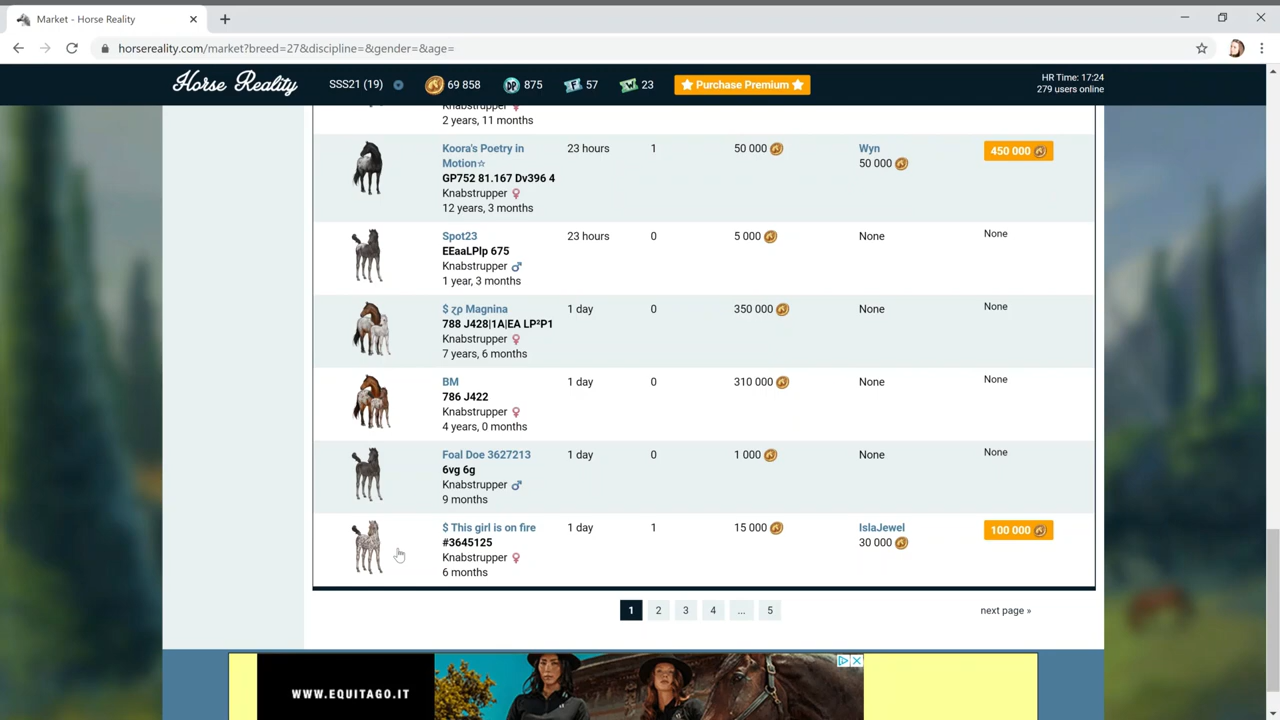 Market - Horse Reality
horsereality.com/market?breed=27&discipline=&gender=&age=
Horse Reality
SSS21 (19)
69 858
875
57
23
★ Purchase Premium ★
HR Time: 17:24
279 users online
Knabstrupper ♀
2 years, 11 months
Koora's Poetry in 23 hours 1 50 000 Wyn 450 000
Motion☆ 50 000
GP752 81.167 Dv396 4
Knabstrupper ♀
12 years, 3 months
Spot23 23 hours 0 5 000 None None
EEaaLPlp 675
Knabstrupper ♂
1 year, 3 months
$ ζρ Magnina 1 day 0 350 000 None None
788 J428|1A|EA LP²P1
Knabstrupper ♀
7 years, 6 months
BM 1 day 0 310 000 None None
786 J422
Knabstrupper ♀
4 years, 0 months
Foal Doe 3627213 1 day 0 1 000 None None
6vg 6g
Knabstrupper ♂
9 months
$ This girl is on fire 1 day 1 15 000 IslaJewel 100 000
#3645125 30 000
Knabstrupper ♀
6 months
1 2 3 4 ... 5 next page »
WWW.EQUITAGO.IT